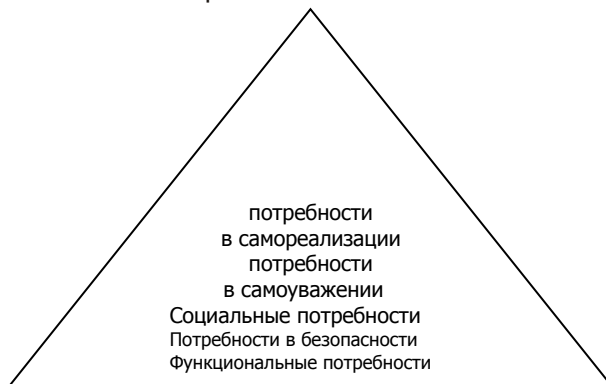 потребности
в самореализации
потребности
в самоуважении
Социальные потребности
Потребности в безопасности
Функциональные потребности